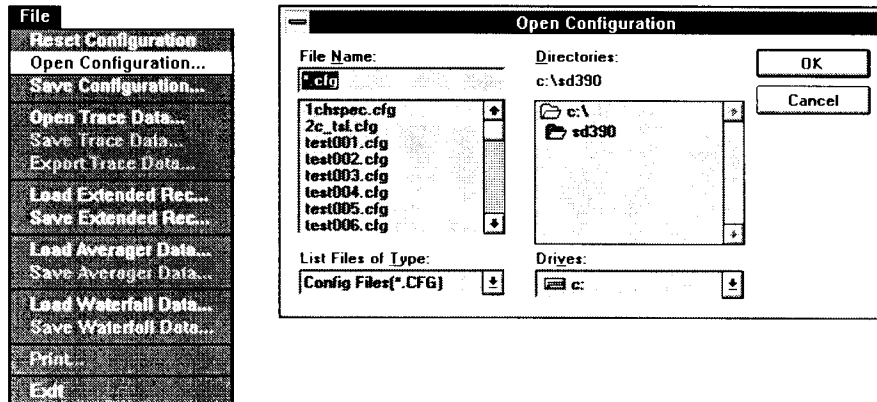 File
Reset Configuration
Open Configuration...
Save Configuration...
Open Trace Data...
Save Trace Data...
Export Trace Data...
Load Extended Rec...
Save Extended Rec...
Load Averager Data...
Save Averager Data...
Load Waterfall Data...
Save Waterfall Data...
Print...
Exit
Open Configuration
File Name:
*.cfg
1chspec.cfg
2c_tsl.cfg
test001.cfg
test002.cfg
test003.cfg
test004.cfg
test005.cfg
test006.cfg
List Files of Type:
Config Files(*.CFG)
Directories:
c:\sd390
c:\
sd390
Drives:
c:
OK
Cancel